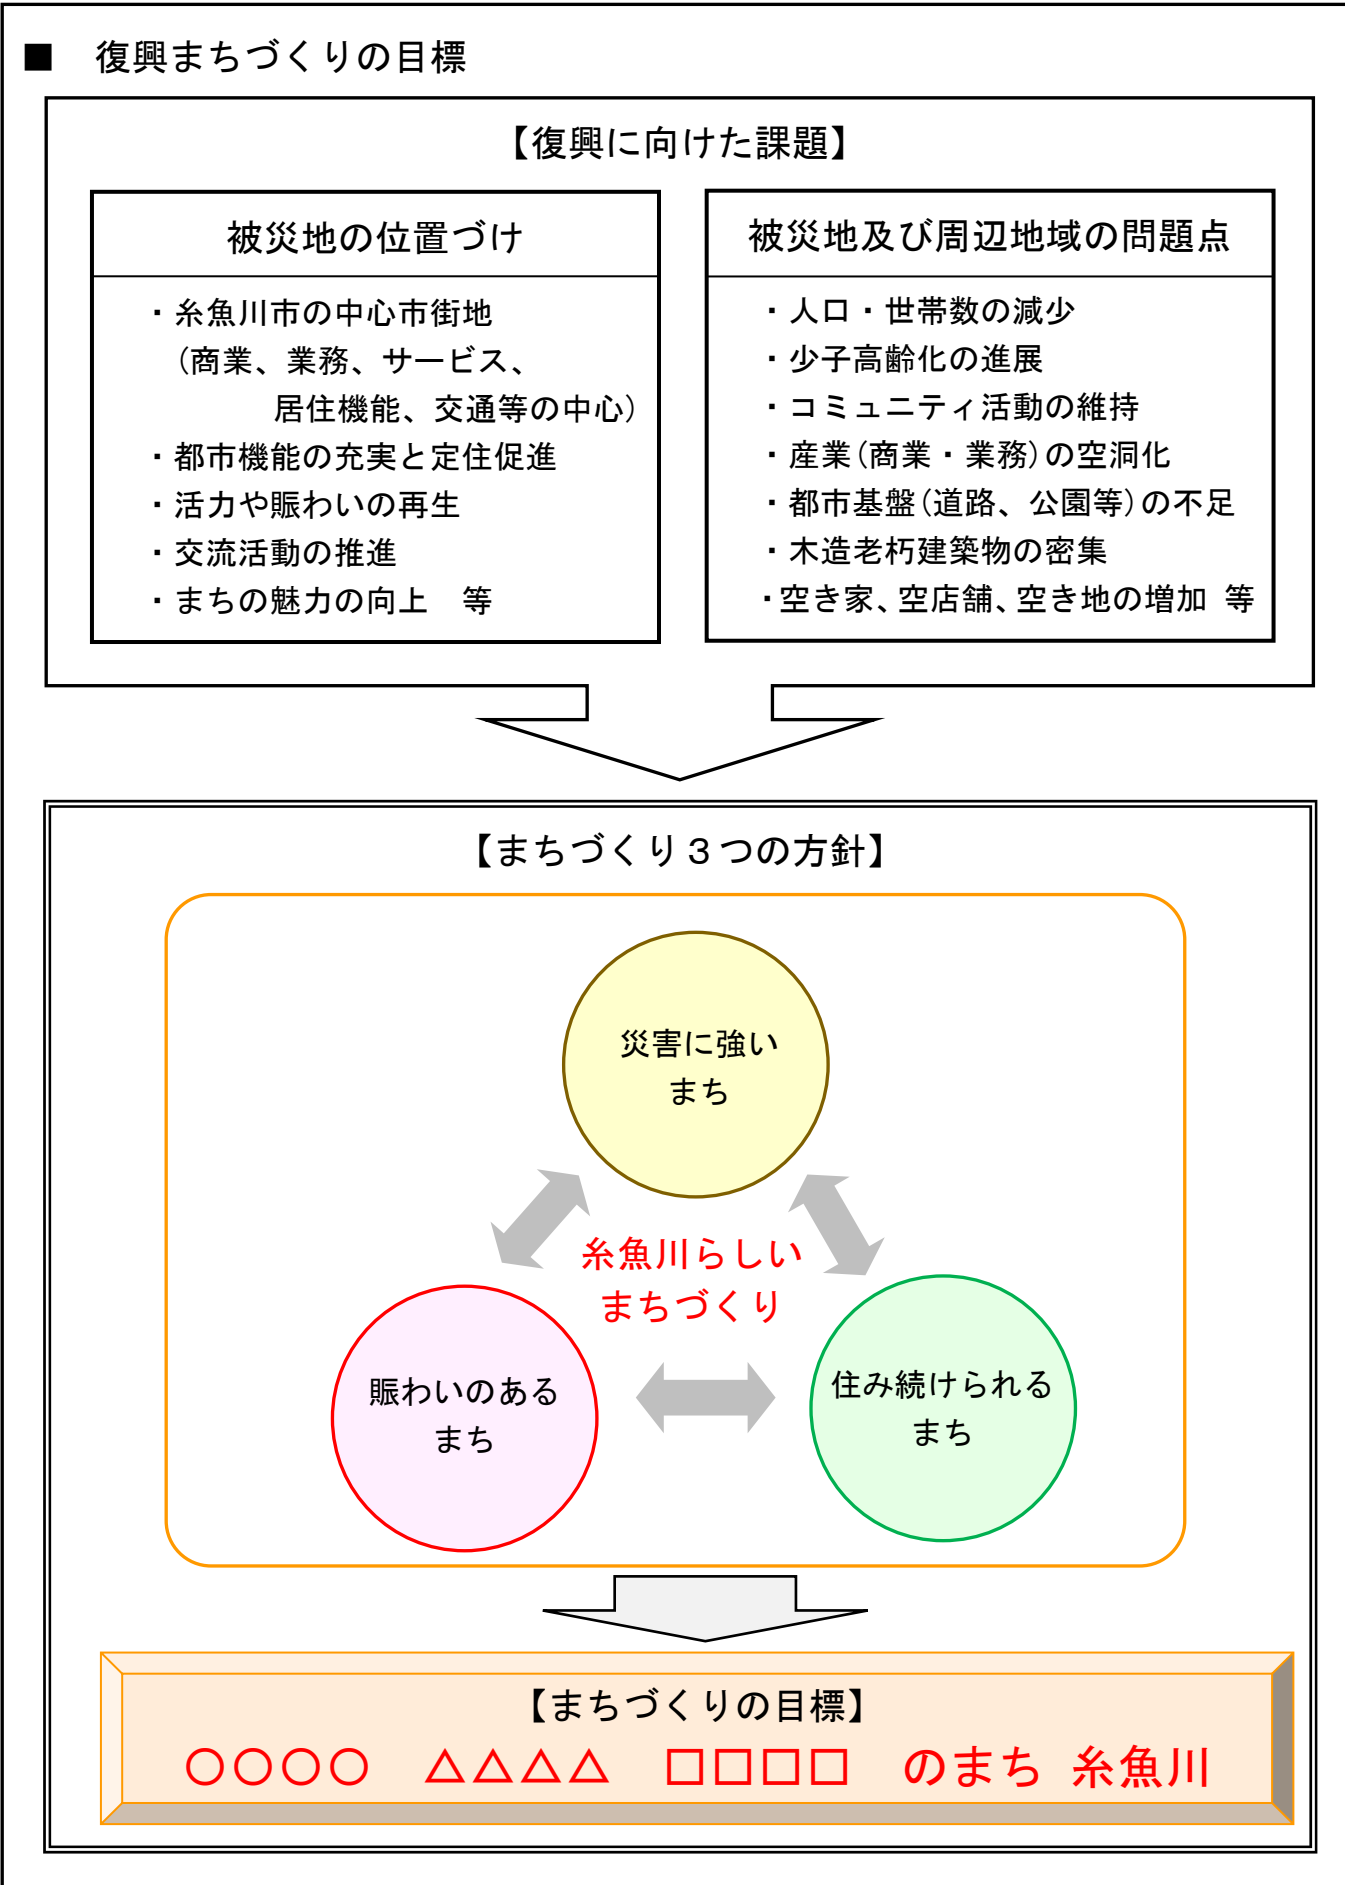 ■　復興まちづくりの目標
【復興に向けた課題】
被災地の位置づけ
・糸魚川市の中心市街地
(商業、業務、サービス、
居住機能、交通等の中心)
・都市機能の充実と定住促進
・活力や賑わいの再生
・交流活動の推進
・まちの魅力の向上　等
被災地及び周辺地域の問題点
・人口・世帯数の減少
・少子高齢化の進展
・コミュニティ活動の維持
・産業(商業・業務)の空洞化
・都市基盤(道路、公園等)の不足
・木造老朽建築物の密集
・空き家、空店舗、空き地の増加 等
【まちづくり３つの方針】
災害に強い
まち
糸魚川らしい
まちづくり
賑わいのある
まち
住み続けられる
まち
【まちづくりの目標】
〇〇〇〇　△△△△　□□□□　のまち 糸魚川